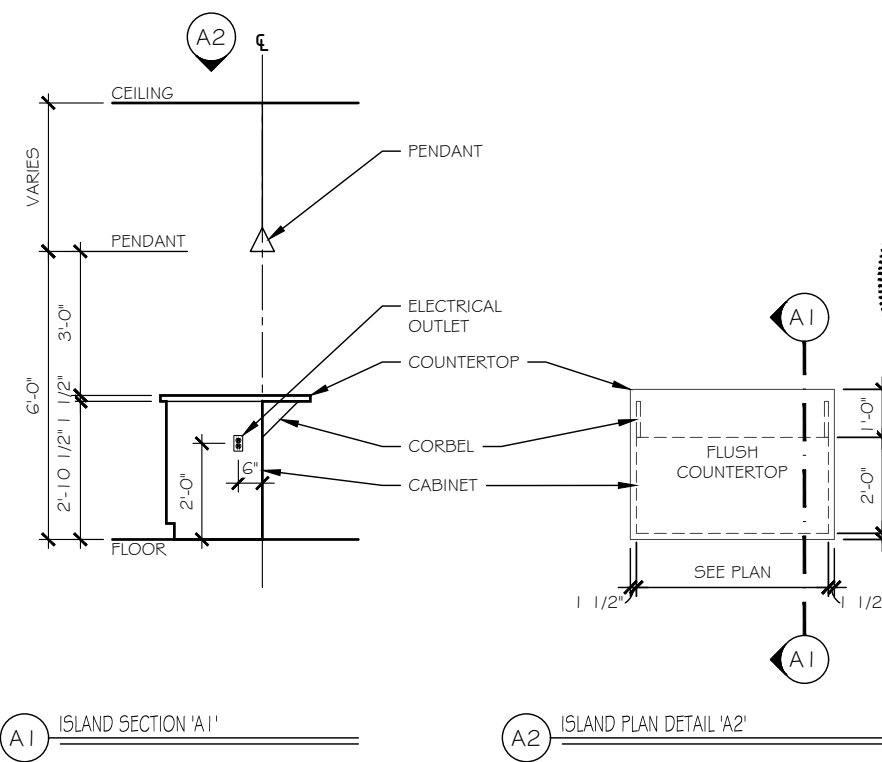 A2
℄
CEILING
VARIES
PENDANT
PENDANT
3'-0"
6'-0"
1 1/2"
2'-10 1/2"
ELECTRICAL
OUTLET
COUNTERTOP
CORBEL
CABINET
6"
2'-0"
FLOOR
A1
FLUSH
COUNTERTOP
1'-0"
2'-0"
SEE PLAN
1 1/2"
1 1/2"
A1
A1
ISLAND SECTION 'A1'
A2
ISLAND PLAN DETAIL 'A2'